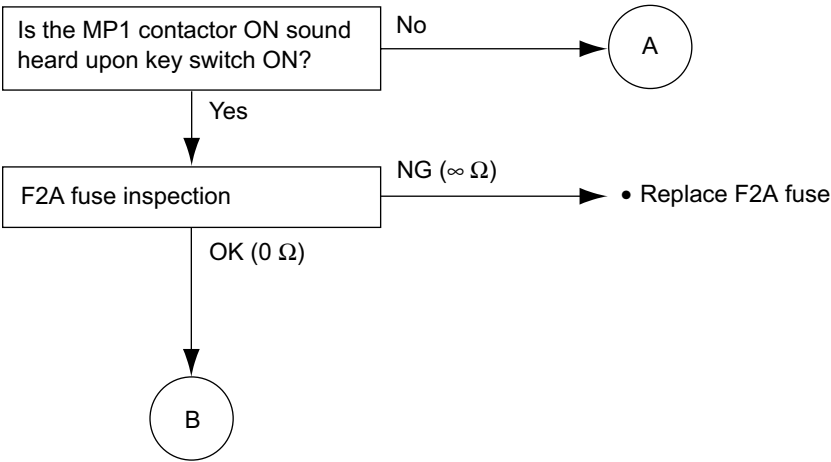 Is the MP1 contactor ON sound
heard upon key switch ON?
No
A
Yes
F2A fuse inspection
NG (∞ Ω)
• Replace F2A fuse
OK (0 Ω)
B